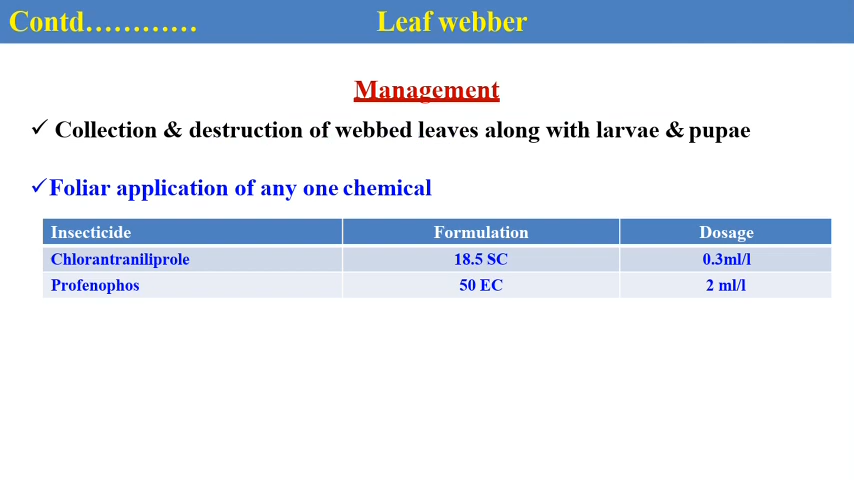 Contd………… Leaf webber
Management
✓ Collection & destruction of webbed leaves along with larvae & pupae
✓Foliar application of any one chemical
Insecticide Formulation Dosage
Chlorantraniliprole 18.5 SC 0.3ml/l
Profenophos 50 EC 2 ml/l